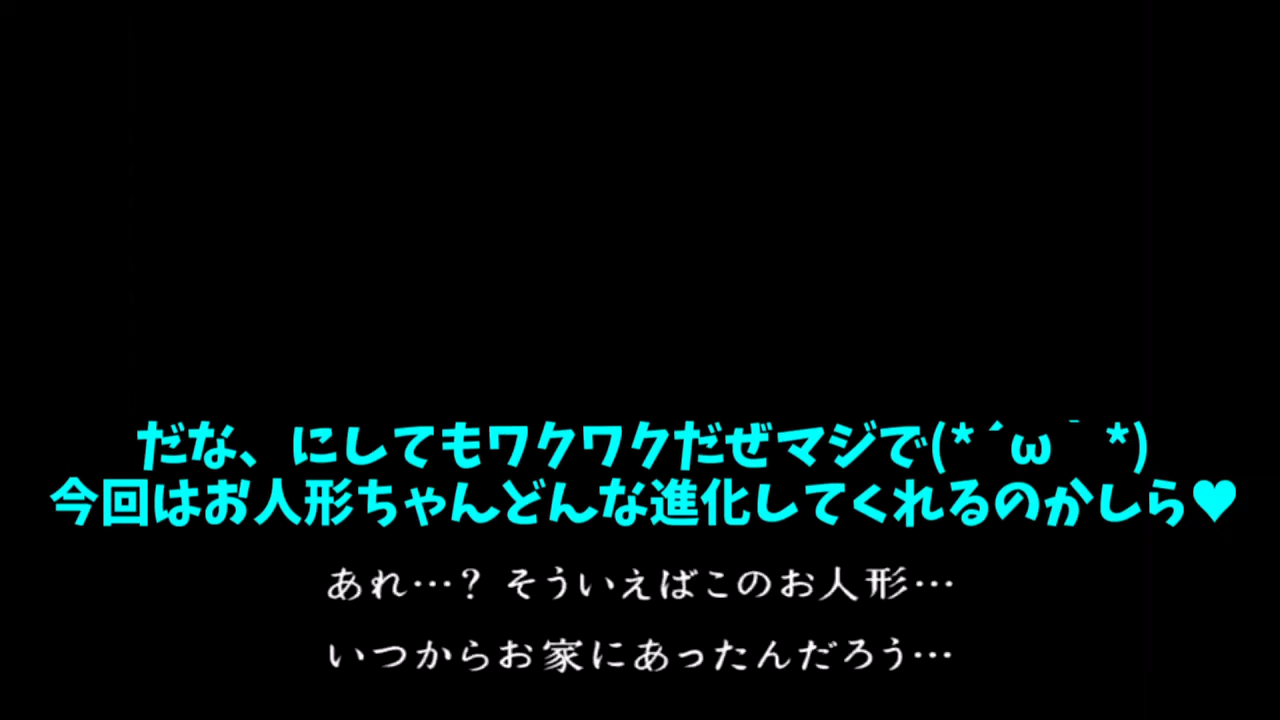 だな、にしてもワクワクだぜマジで(*´ω｀*)
今回はお人形ちゃんどんな進化してくれるのかしら♥
あれ…？そういえばこのお人形…
いつからお家にあったんだろう…